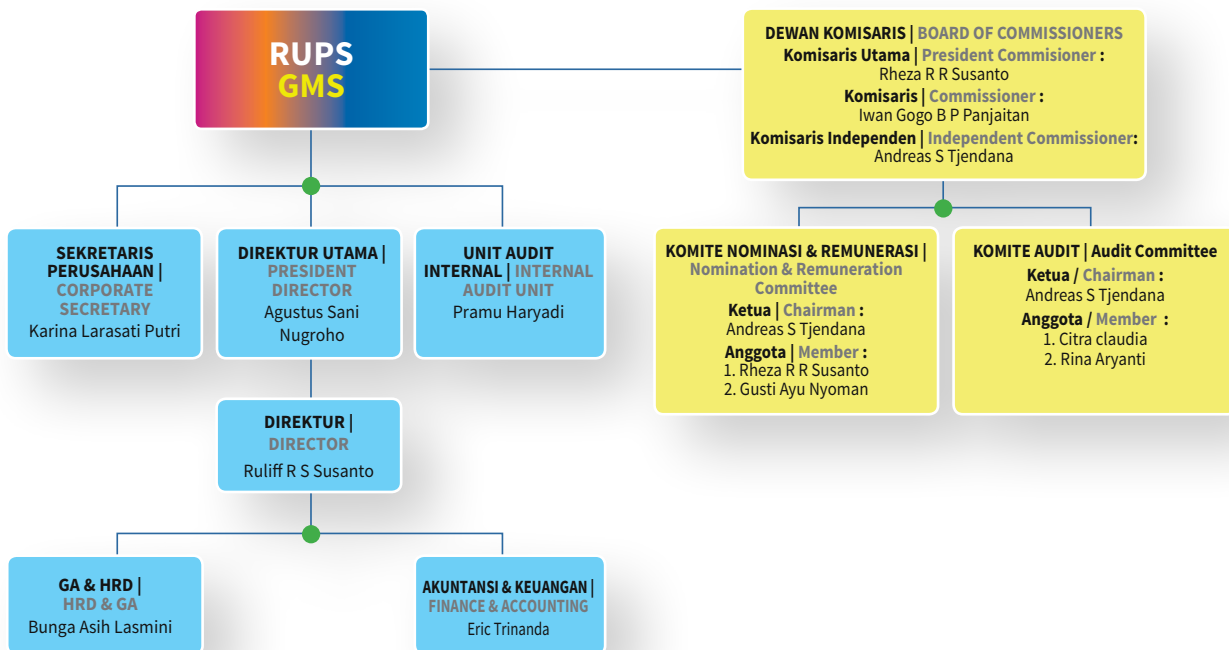 RUPS
GMS
DEWAN KOMISARIS | BOARD OF COMMISSIONERS
Komisaris Utama | President Commisioner :
Rheza R R Susanto
Komisaris | Commissioner :
Iwan Gogo B P Panjaitan
Komisaris Independen | Independent Commissioner:
Andreas S Tjendana
SEKRETARIS
PERUSAHAAN |
CORPORATE
SECRETARY
Karina Larasati Putri
DIREKTUR UTAMA |
PRESIDENT
DIRECTOR
Agustus Sani
Nugroho
UNIT AUDIT
INTERNAL | INTERNAL
AUDIT UNIT
Pramu Haryadi
KOMITE NOMINASI & REMUNERASI |
Nomination & Remuneration
Committee
Ketua | Chairman :
Andreas S Tjendana
Anggota | Member :
1. Rheza R R Susanto
2. Gusti Ayu Nyoman
KOMITE AUDIT | Audit Committee
Ketua / Chairman :
Andreas S Tjendana
Anggota / Member :
1. Citra claudia
2. Rina Aryanti
DIREKTUR |
DIRECTOR
Ruliff R S Susanto
GA & HRD |
HRD & GA
Bunga Asih Lasmini
AKUNTANSI & KEUANGAN |
FINANCE & ACCOUNTING
Eric Trinanda